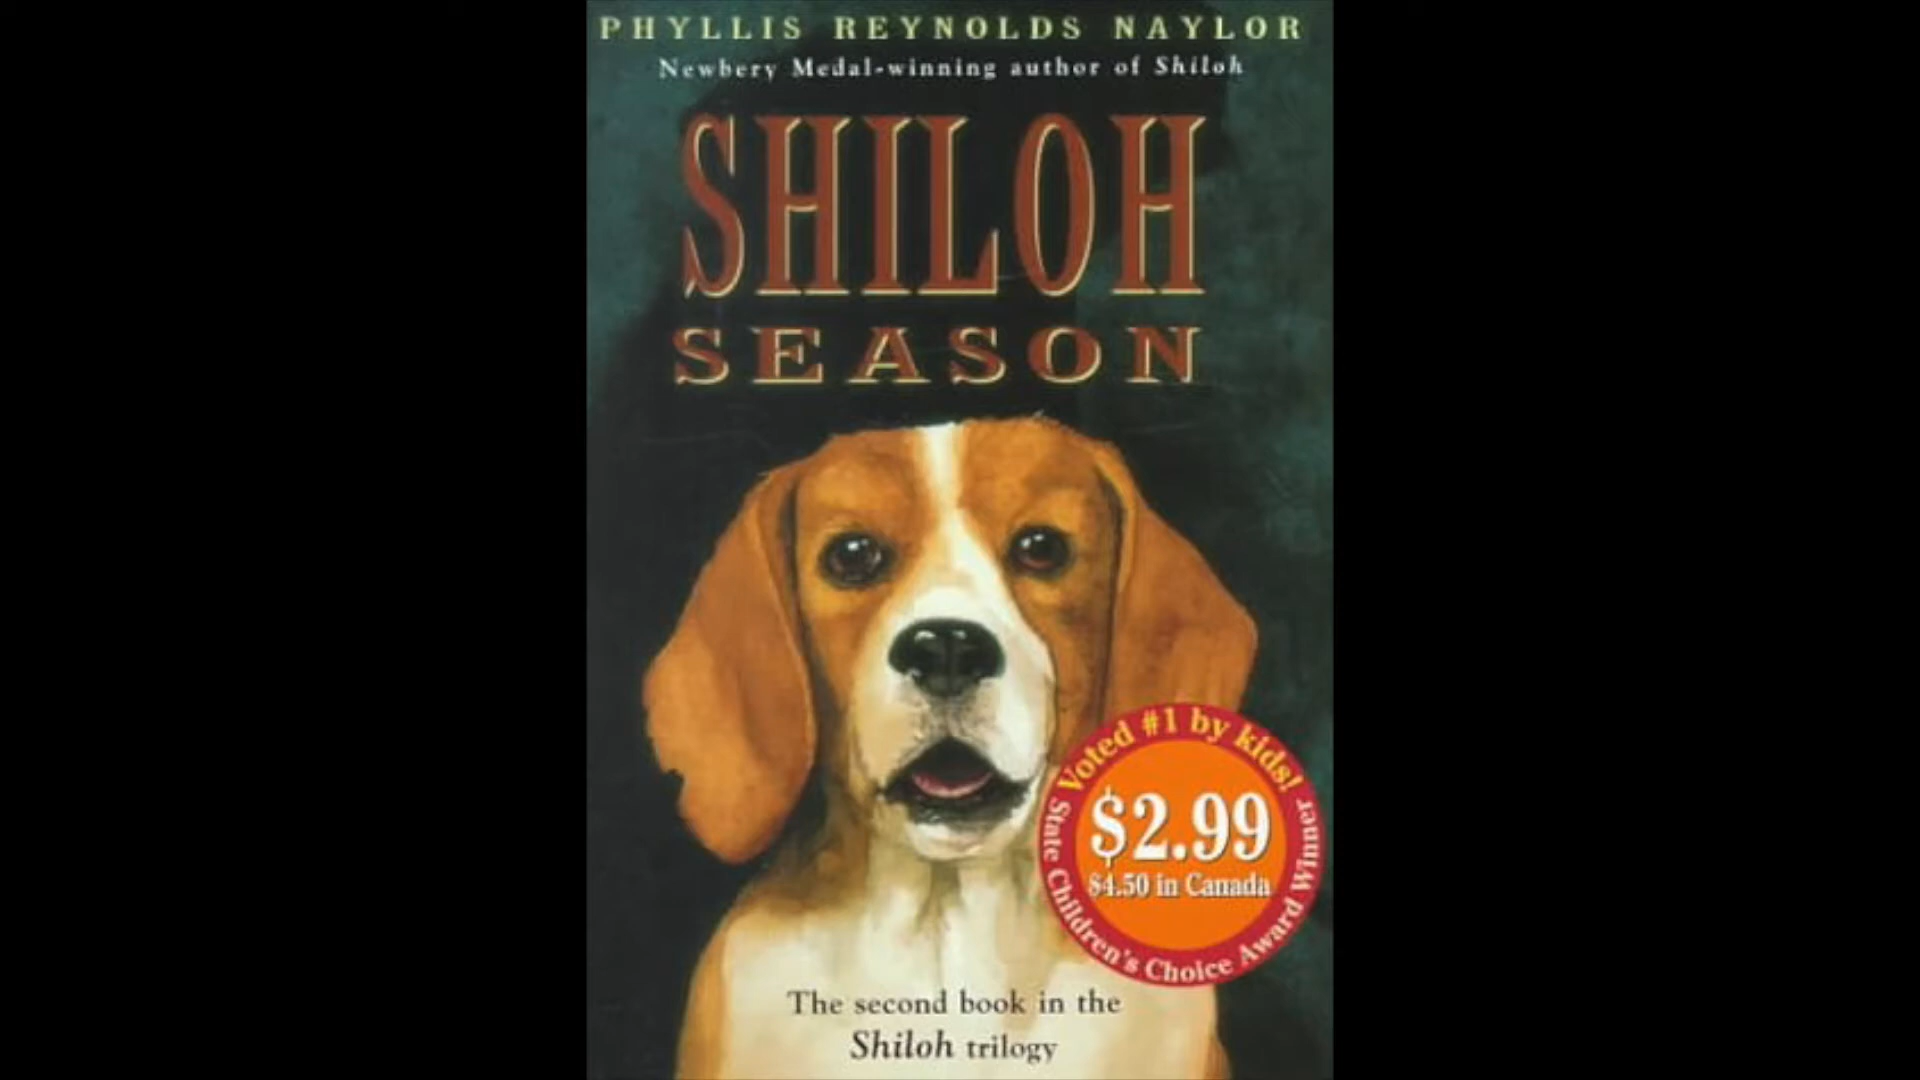 PHYLLIS REYNOLDS NAYLOR
Newbery Medal-winning author of Shiloh
SHILOH
SEASON
Voted #1 by kids!
$2.99
$4.50 in Canada
State Children's Choice Award Winner
The second book in the
Shiloh trilogy